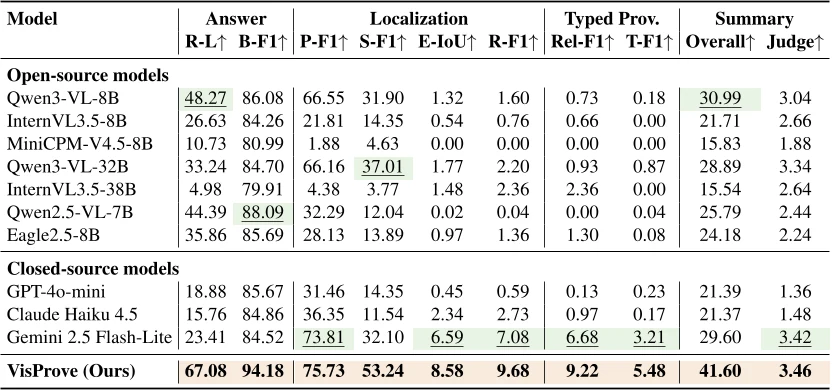 Model Answer Localization Typed Prov. Summary
R-L↑ B-F1↑ P-F1↑ S-F1↑ E-IoU↑ R-F1↑ Rel-F1↑ T-F1↑ Overall↑ Judge↑
Open-source models
Qwen3-VL-8B 48.27 86.08 66.55 31.90 1.32 1.60 0.73 0.18 30.99 3.04
InternVL3.5-8B 26.63 84.26 21.81 14.35 0.54 0.76 0.66 0.00 21.71 2.66
MiniCPM-V4.5-8B 10.73 80.99 1.88 4.63 0.00 0.00 0.00 0.00 15.83 1.88
Qwen3-VL-32B 33.24 84.70 66.16 37.01 1.77 2.20 0.93 0.87 28.89 3.34
InternVL3.5-38B 4.98 79.91 4.38 3.77 1.48 2.36 2.36 0.00 15.54 2.64
Qwen2.5-VL-7B 44.39 88.09 32.29 12.04 0.02 0.04 0.00 0.04 25.79 2.44
Eagle2.5-8B 35.86 85.69 28.13 13.89 0.97 1.36 1.30 0.08 24.18 2.24
Closed-source models
GPT-4o-mini 18.88 85.67 31.46 14.35 0.45 0.59 0.13 0.23 21.39 1.36
Claude Haiku 4.5 15.76 84.86 36.35 11.54 2.34 2.73 0.97 0.17 21.37 1.48
Gemini 2.5 Flash-Lite 23.41 84.52 73.81 32.10 6.59 7.08 6.68 3.21 29.60 3.42
VisProve (Ours) 67.08 94.18 75.73 53.24 8.58 9.68 9.22 5.48 41.60 3.46